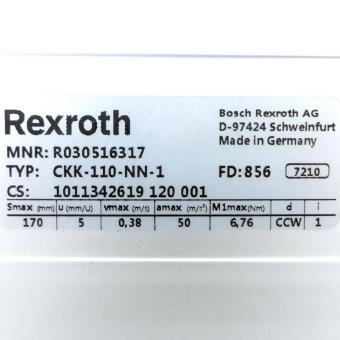 Rexroth
Bosch Rexroth AG
D-97424 Schweinfurt
Made in Germany
MNR: R030516317
TYP: CKK-110-NN-1 FD: 856 7210
CS: 1011342619 120 001
Smax (mm) u (mm/U) vmax (m/s) amax (m/s²) M1max(Nm) d i
170 5 0,38 50 6,76 CCW 1